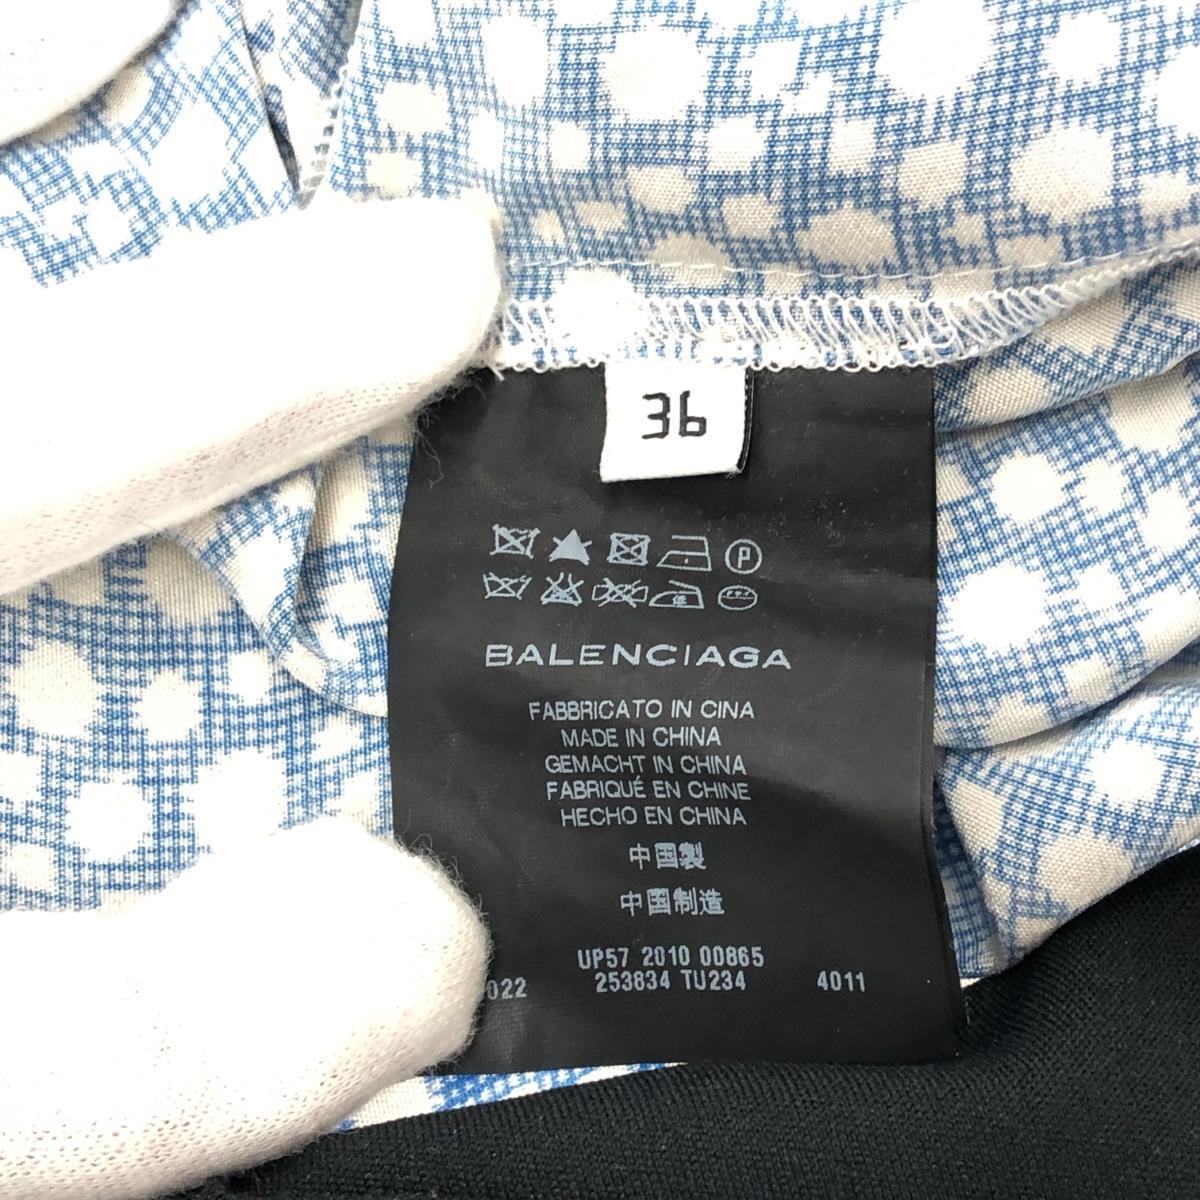 36
P
BALENCIAGA
FABBRICATO IN CINA
MADE IN CHINA
GEMACHT IN CHINA
FABRIQUÉ EN CHINE
HECHO EN CHINA
中国製
中国制造
UP57 2010 00865
022 253834 TU234 4011